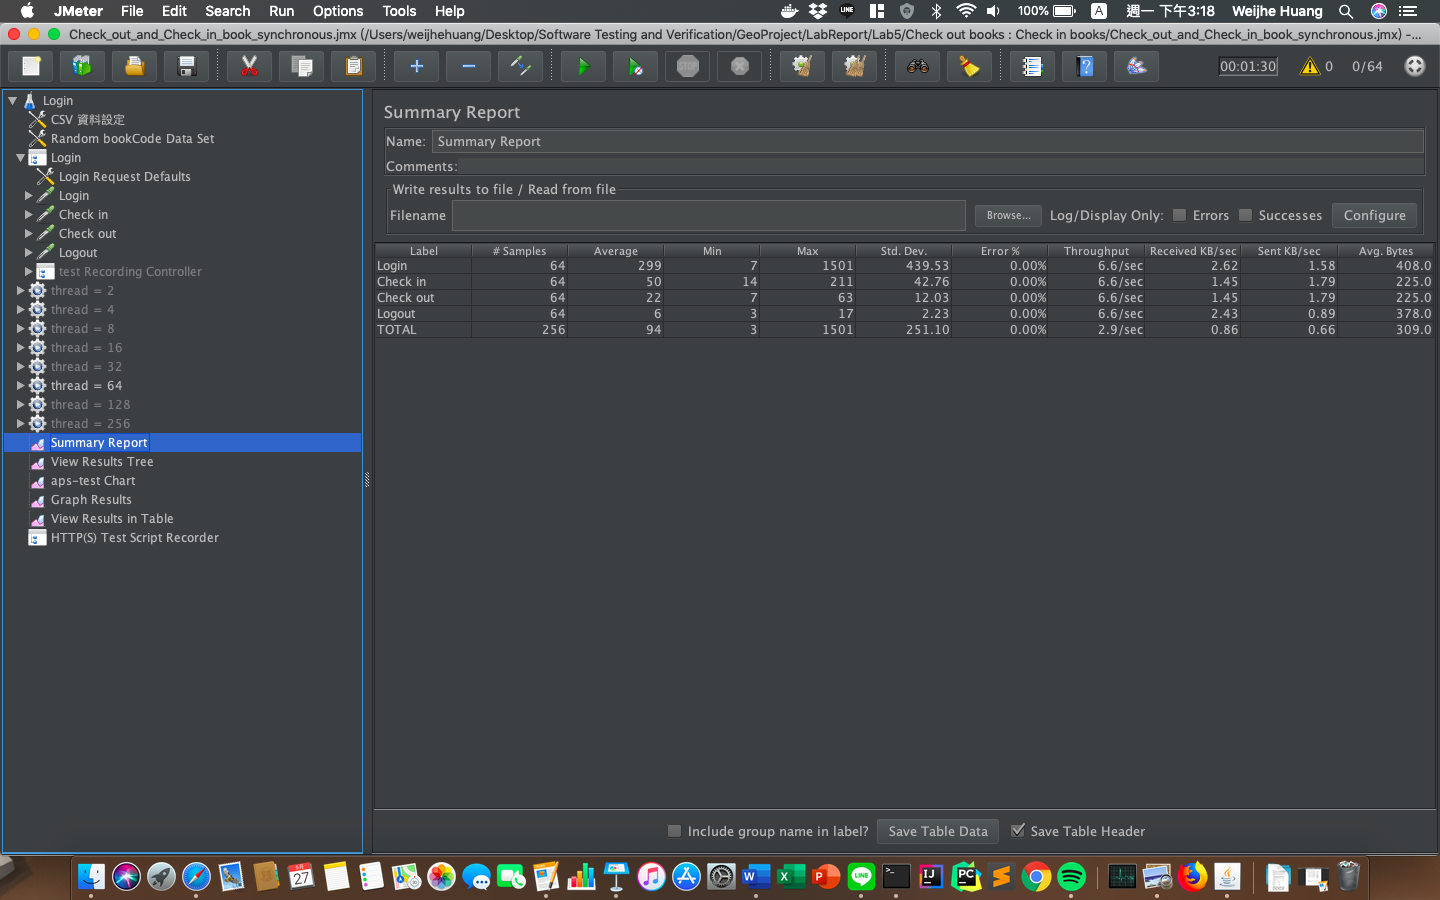 JMeter File Edit Search Run Options Tools Help LINE 100% A 週一 下午3:18 Weijhe Huang
Check_out_and_Check_in_book_synchronous.jmx (/Users/weijhehuang/Desktop/Software Testing and Verification/GeoProject/LabReport/Lab5/Check out books : Check in books/Check_out_and_Check_in_book_synchronous.jmx) –...
STOP 00:01:30 0 0/64
Login
CSV 資料設定
Random bookCode Data Set
Login
Login Request Defaults
Login
Check in
Check out
Logout
test Recording Controller
thread = 2
thread = 4
thread = 8
thread = 16
thread = 32
thread = 64
thread = 128
thread = 256
Summary Report
View Results Tree
aps-test Chart
Graph Results
View Results in Table
HTTP(S) Test Script Recorder
Summary Report
Name: Summary Report
Comments:
Write results to file / Read from file
Filename Browse... Log/Display Only: Errors Successes Configure
Label # Samples Average Min Max Std. Dev. Error % Throughput Received KB/sec Sent KB/sec Avg. Bytes
Login 64 299 7 1501 439.53 0.00% 6.6/sec 2.62 1.58 408.0
Check in 64 50 14 211 42.76 0.00% 6.6/sec 1.45 1.79 225.0
Check out 64 22 7 63 12.03 0.00% 6.6/sec 1.45 1.79 225.0
Logout 64 6 3 17 2.23 0.00% 6.6/sec 2.43 0.89 378.0
TOTAL 256 94 3 1501 251.10 0.00% 2.9/sec 0.86 0.66 309.0
Include group name in label? Save Table Data Save Table Header
27 W X P LINE >_ IJ PC